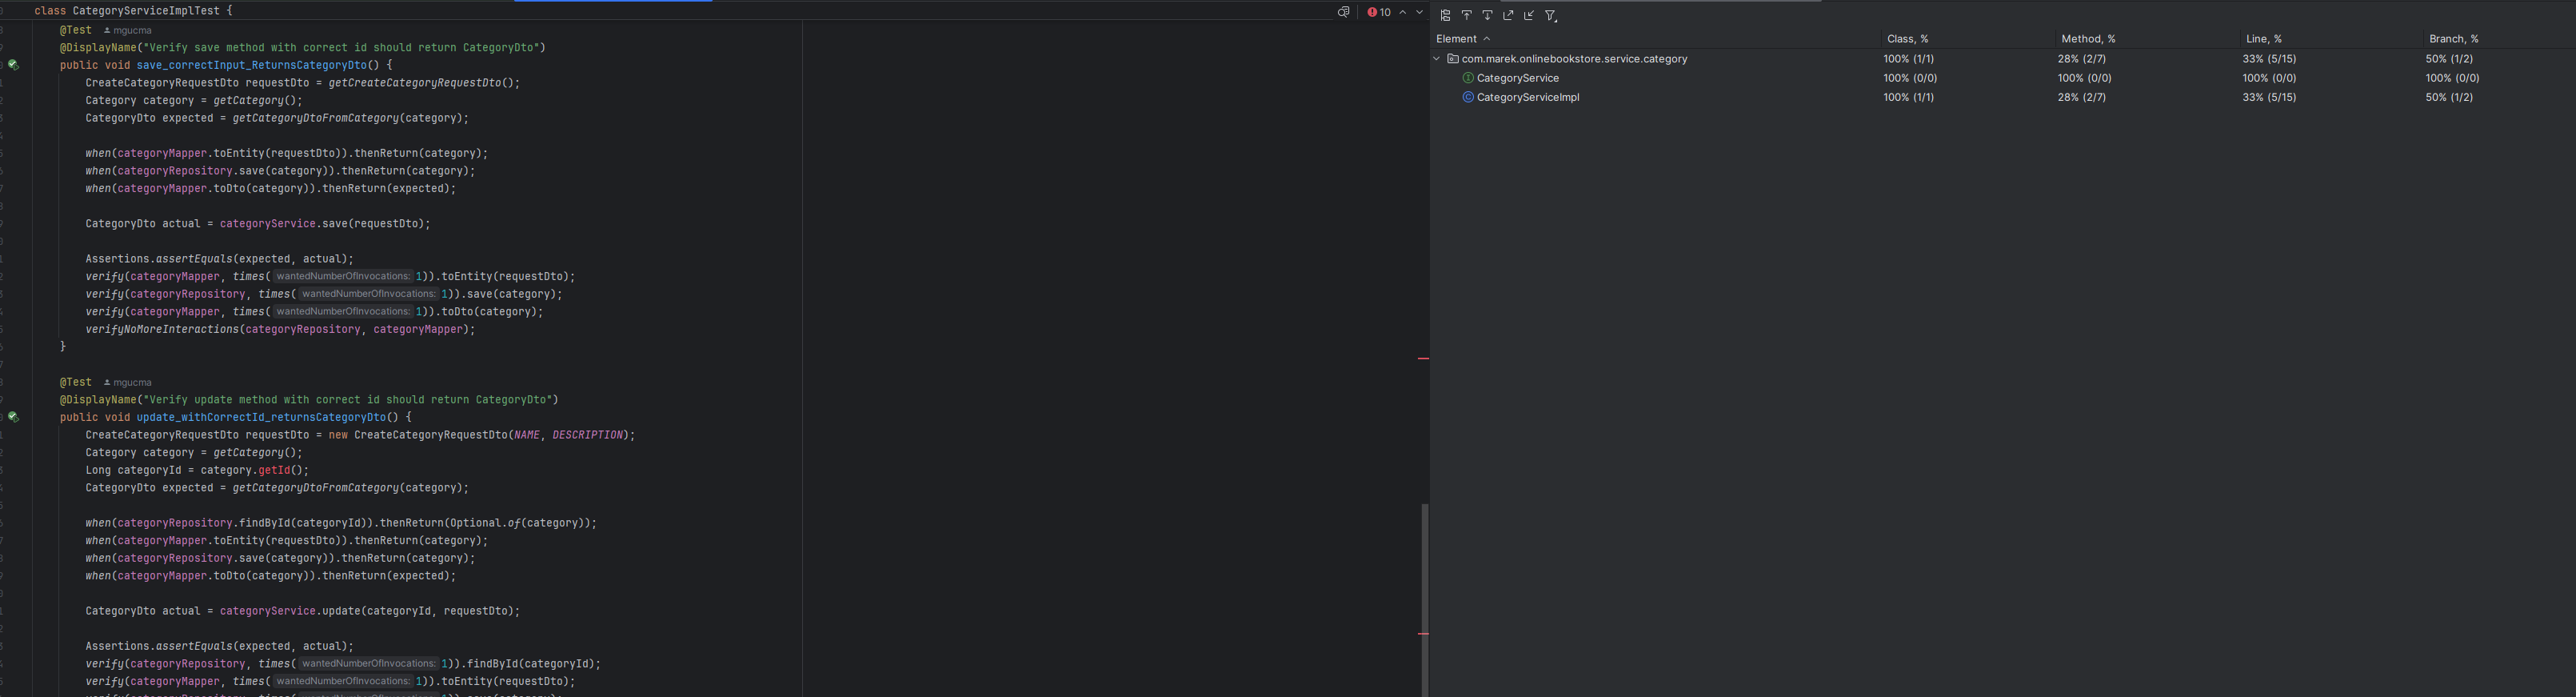 class CategoryServiceImplTest {
10
@Test mgucma
@DisplayName("Verify save method with correct id should return CategoryDto")
public void save_correctInput_ReturnsCategoryDto() {
CreateCategoryRequestDto requestDto = getCreateCategoryRequestDto();
Category category = getCategory();
CategoryDto expected = getCategoryDtoFromCategory(category);
when(categoryMapper.toEntity(requestDto)).thenReturn(category);
when(categoryRepository.save(category)).thenReturn(category);
when(categoryMapper.toDto(category)).thenReturn(expected);
CategoryDto actual = categoryService.save(requestDto);
Assertions.assertEquals(expected, actual);
verify(categoryMapper, times( wantedNumberOfInvocations: 1)).toEntity(requestDto);
verify(categoryRepository, times( wantedNumberOfInvocations: 1)).save(category);
verify(categoryMapper, times( wantedNumberOfInvocations: 1)).toDto(category);
verifyNoMoreInteractions(categoryRepository, categoryMapper);
}
@Test mgucma
@DisplayName("Verify update method with correct id should return CategoryDto")
public void update_withCorrectId_returnsCategoryDto() {
CreateCategoryRequestDto requestDto = new CreateCategoryRequestDto(NAME, DESCRIPTION);
Category category = getCategory();
Long categoryId = category.getId();
CategoryDto expected = getCategoryDtoFromCategory(category);
when(categoryRepository.findById(categoryId)).thenReturn(Optional.of(category));
when(categoryMapper.toEntity(requestDto)).thenReturn(category);
when(categoryRepository.save(category)).thenReturn(category);
when(categoryMapper.toDto(category)).thenReturn(expected);
CategoryDto actual = categoryService.update(categoryId, requestDto);
Assertions.assertEquals(expected, actual);
verify(categoryRepository, times( wantedNumberOfInvocations: 1)).findById(categoryId);
verify(categoryMapper, times( wantedNumberOfInvocations: 1)).toEntity(requestDto);
Element Class, % Method, % Line, % Branch, %
com.marek.onlinebookstore.service.category 100% (1/1) 28% (2/7) 33% (5/15) 50% (1/2)
CategoryService 100% (0/0) 100% (0/0) 100% (0/0) 100% (0/0)
CategoryServiceImpl 100% (1/1) 28% (2/7) 33% (5/15) 50% (1/2)